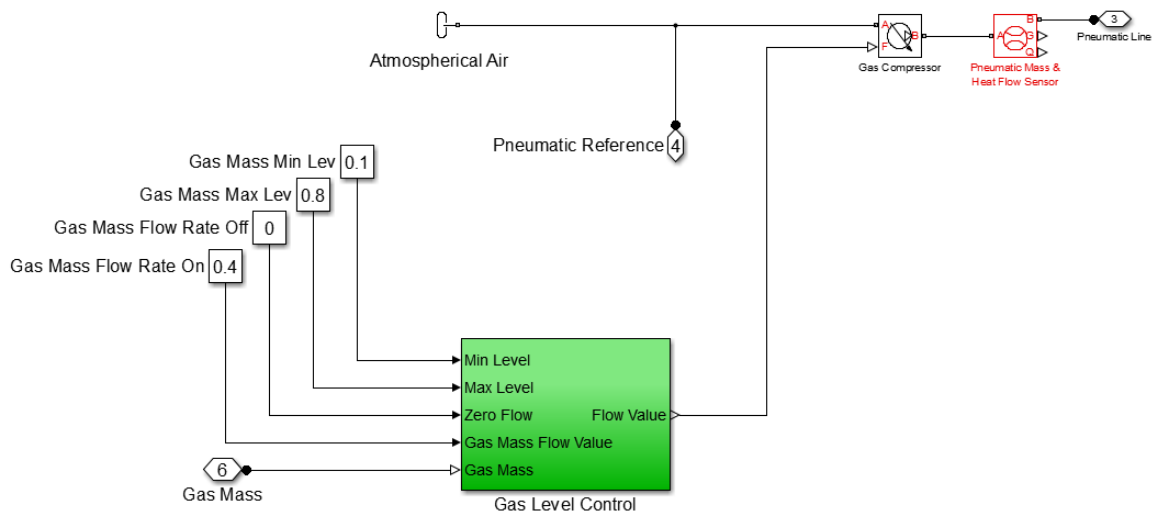 A
F
B
A
B
G
Q
3
Pneumatic Line
Gas Compressor
Pneumatic Mass &
Heat Flow Sensor
Atmospherical Air
Pneumatic Reference 4
Gas Mass Min Lev 0.1
Gas Mass Max Lev 0.8
Gas Mass Flow Rate Off 0
Gas Mass Flow Rate On 0.4
Min Level
Max Level
Zero Flow
Flow Value
Gas Mass Flow Value
Gas Mass
6
Gas Mass
Gas Level Control